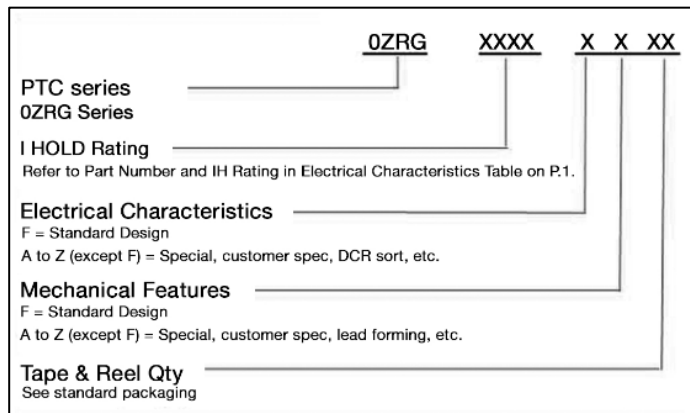 0ZRG XXXX X X XX
PTC series
0ZRG Series
I HOLD Rating
Refer to Part Number and IH Rating in Electrical Characteristics Table on P.1.
Electrical Characteristics
F = Standard Design
A to Z (except F) = Special, customer spec, DCR sort, etc.
Mechanical Features
F = Standard Design
A to Z (except F) = Special, customer spec, lead forming, etc.
Tape & Reel Qty
See standard packaging